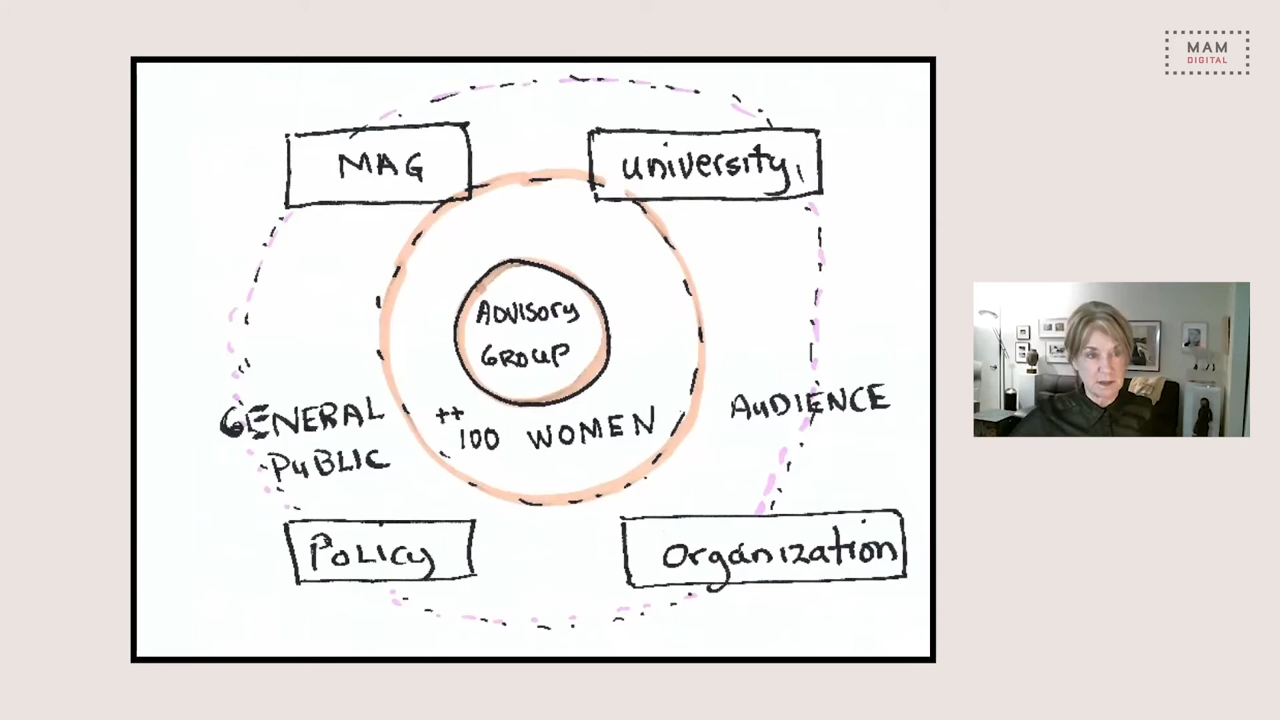 MAM
DIGITAL
MAG
university
ADVISORY
GROUP
++
100 WOMEN
GENERAL
PUBLIC
AUDIENCE
POLICY
organization